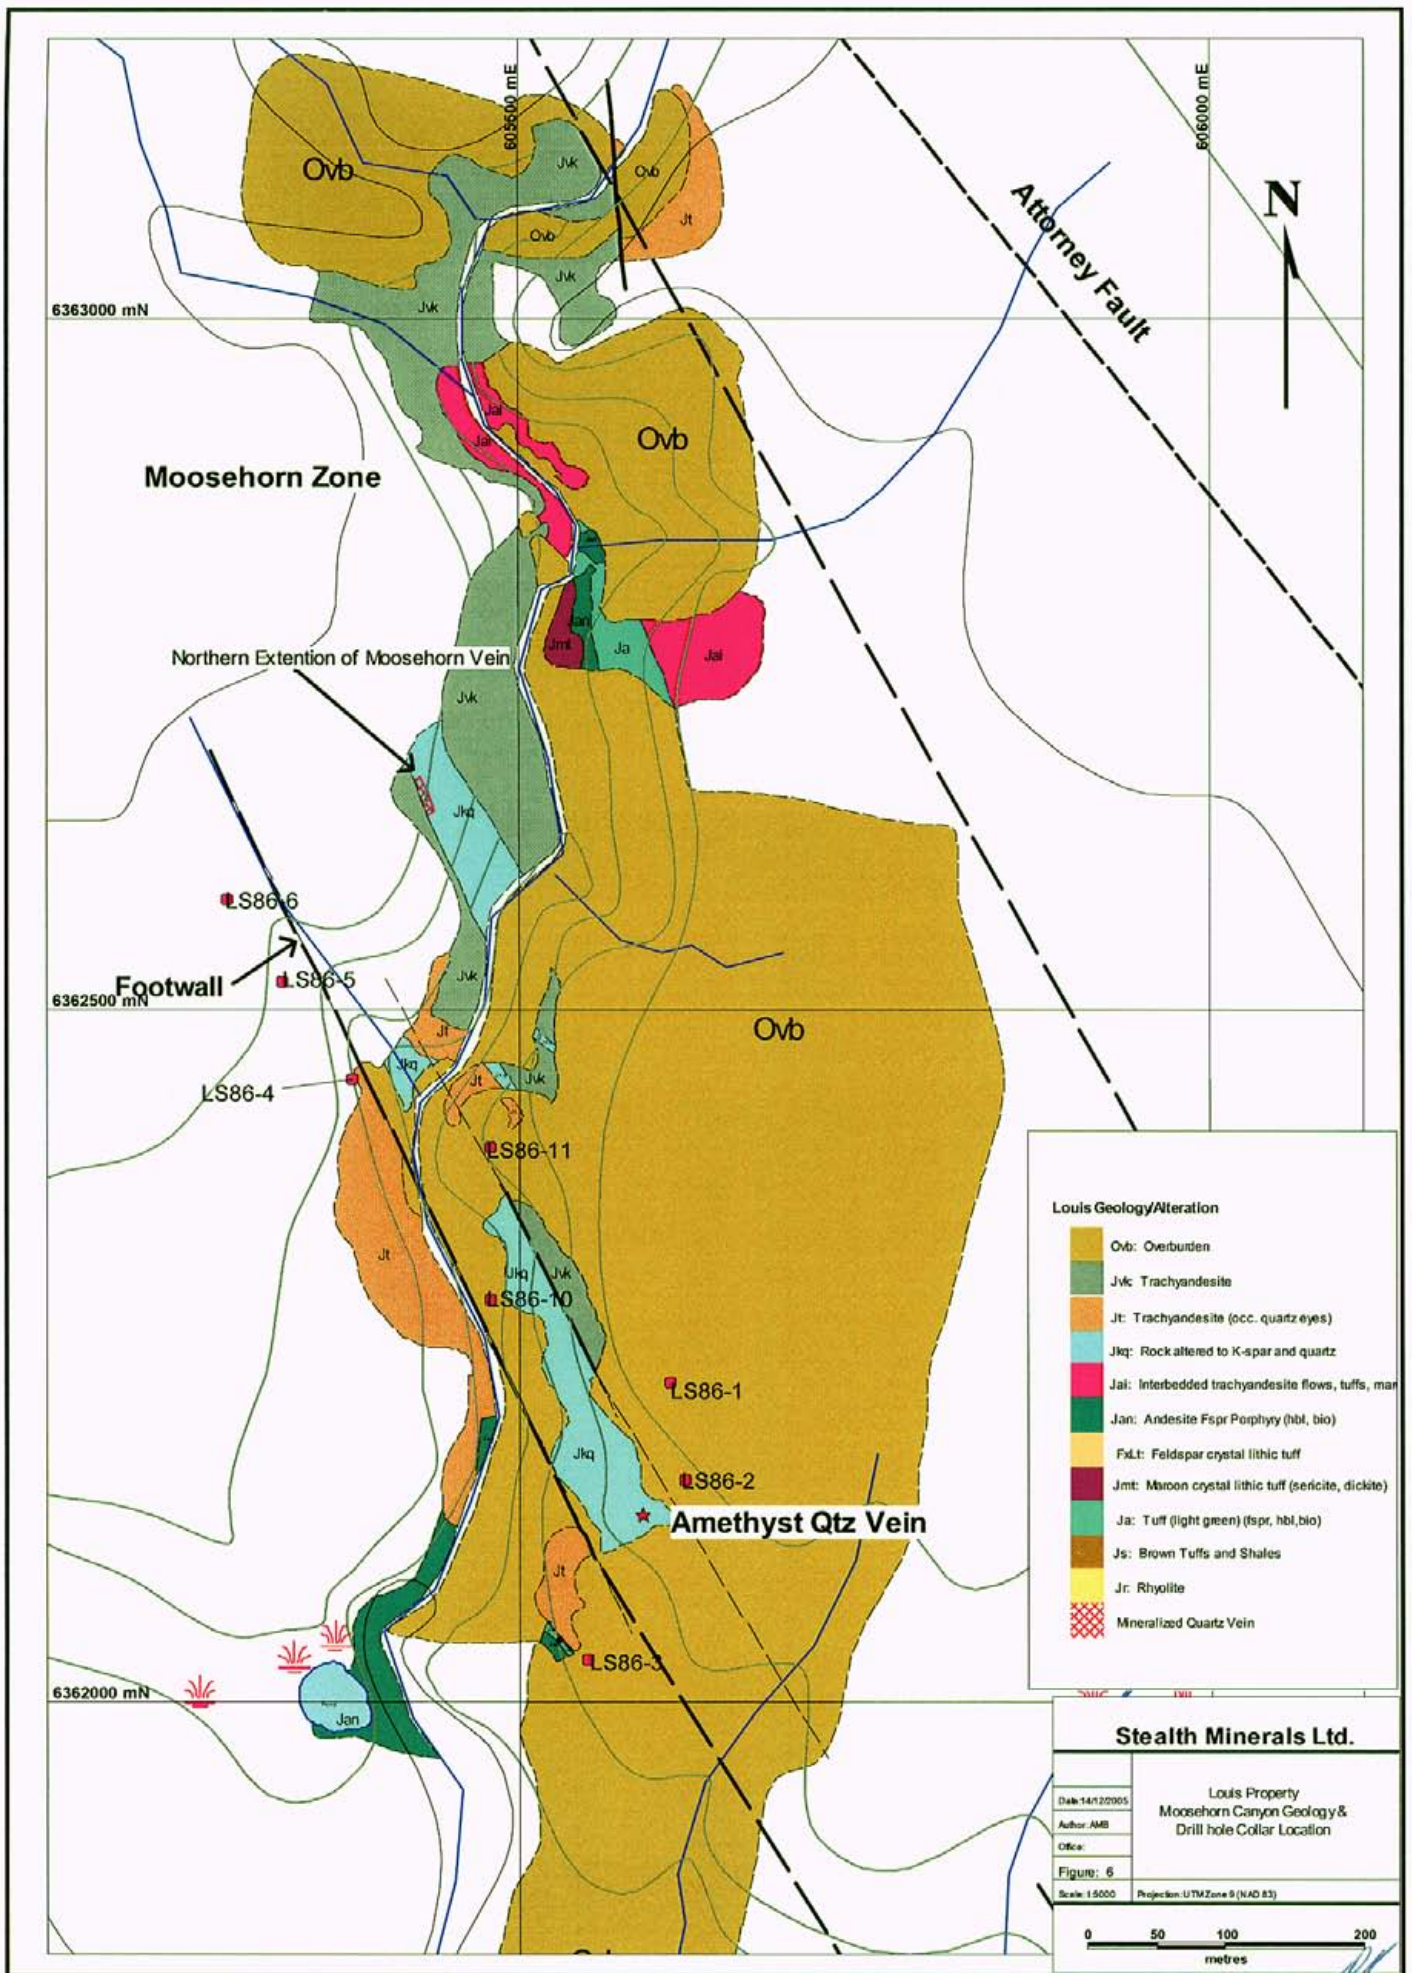 605500 mE
606000 mE
Ovb
Jvk
Ovb
N
Attorney Fault
Jt
Ovb
Jvk
6363000 mN
Jvk
Jai
Jai
Ovb
Moosehorn Zone
Jmt
Ja
Jai
Northern Extention of Moosehorn Vein
Jvk
Jkq
LS86-6
Footwall
LS86-5
Jvk
6362500 mN
Ovb
Jt
Jkq
Jt
Jvk
LS86-4
LS86-11
Jt
Jkq
Jvk
LS86-10
LS86-1
Jkq
LS86-2
Amethyst Qtz Vein
Jt
LS86-3
6362000 mN
Jan
Louis Geology/Alteration
Ovb: Overburden
Jvk: Trachyandesite
Jt: Trachyandesite (occ. quartz eyes)
Jkq: Rock altered to K-spar and quartz
Jai: Interbedded trachyandesite flows, tuffs, mar
Jan: Andesite Fspr Porphyry (hbl, bio)
FxLt: Feldspar crystal lithic tuff
Jmt: Maroon crystal lithic tuff (sericite, dickite)
Ja: Tuff (light green) (fspr, hbl,bio)
Js: Brown Tuffs and Shales
Jr: Rhyolite
Mineralized Quartz Vein
Stealth Minerals Ltd.
Date:14/12/2005
Author: AMB
Office:
Figure: 6
Scale: 1:5000
Louis Property
Moosehorn Canyon Geology &
Drill hole Collar Location
Projection: UTM Zone 9 (NAD 83)
0 50 100 200
metres